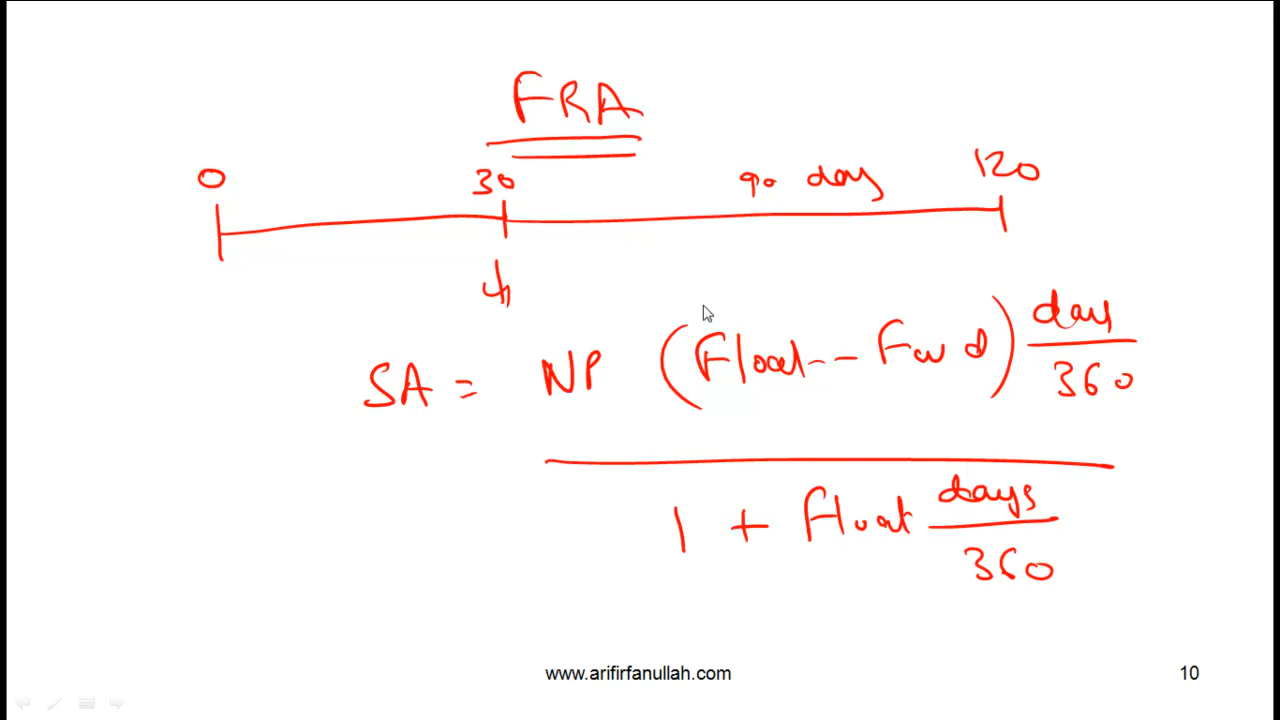 FRA
0 30 90 day 120
SA = NP (Float - Fwd) day/360
1 + Float days/360
www.arifirfanullah.com
10